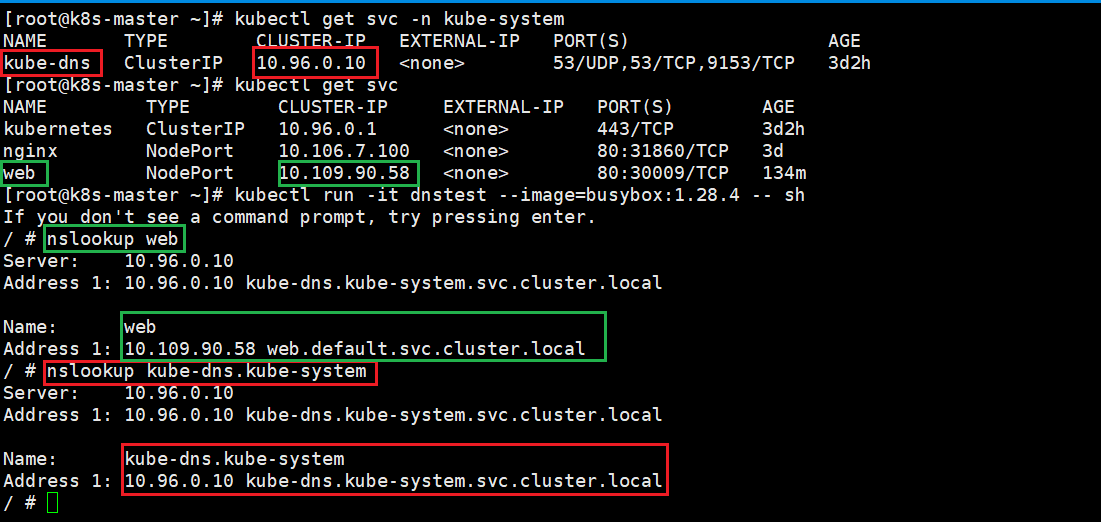 [root@k8s-master ~]# kubectl get svc -n kube-system
NAME       TYPE        CLUSTER-IP   EXTERNAL-IP   PORT(S)                  AGE
kube-dns   ClusterIP   10.96.0.10   <none>        53/UDP,53/TCP,9153/TCP   3d2h
[root@k8s-master ~]# kubectl get svc
NAME         TYPE        CLUSTER-IP     EXTERNAL-IP   PORT(S)        AGE
kubernetes   ClusterIP   10.96.0.1      <none>        443/TCP        3d2h
nginx        NodePort    10.106.7.100   <none>        80:31860/TCP   3d
web          NodePort    10.109.90.58   <none>        80:30009/TCP   134m
[root@k8s-master ~]# kubectl run -it dnstest --image=busybox:1.28.4 -- sh
If you don't see a command prompt, try pressing enter.
/ # nslookup web
Server:    10.96.0.10
Address 1: 10.96.0.10 kube-dns.kube-system.svc.cluster.local

Name:      web
Address 1: 10.109.90.58 web.default.svc.cluster.local
/ # nslookup kube-dns.kube-system
Server:    10.96.0.10
Address 1: 10.96.0.10 kube-dns.kube-system.svc.cluster.local

Name:      kube-dns.kube-system
Address 1: 10.96.0.10 kube-dns.kube-system.svc.cluster.local
/ #